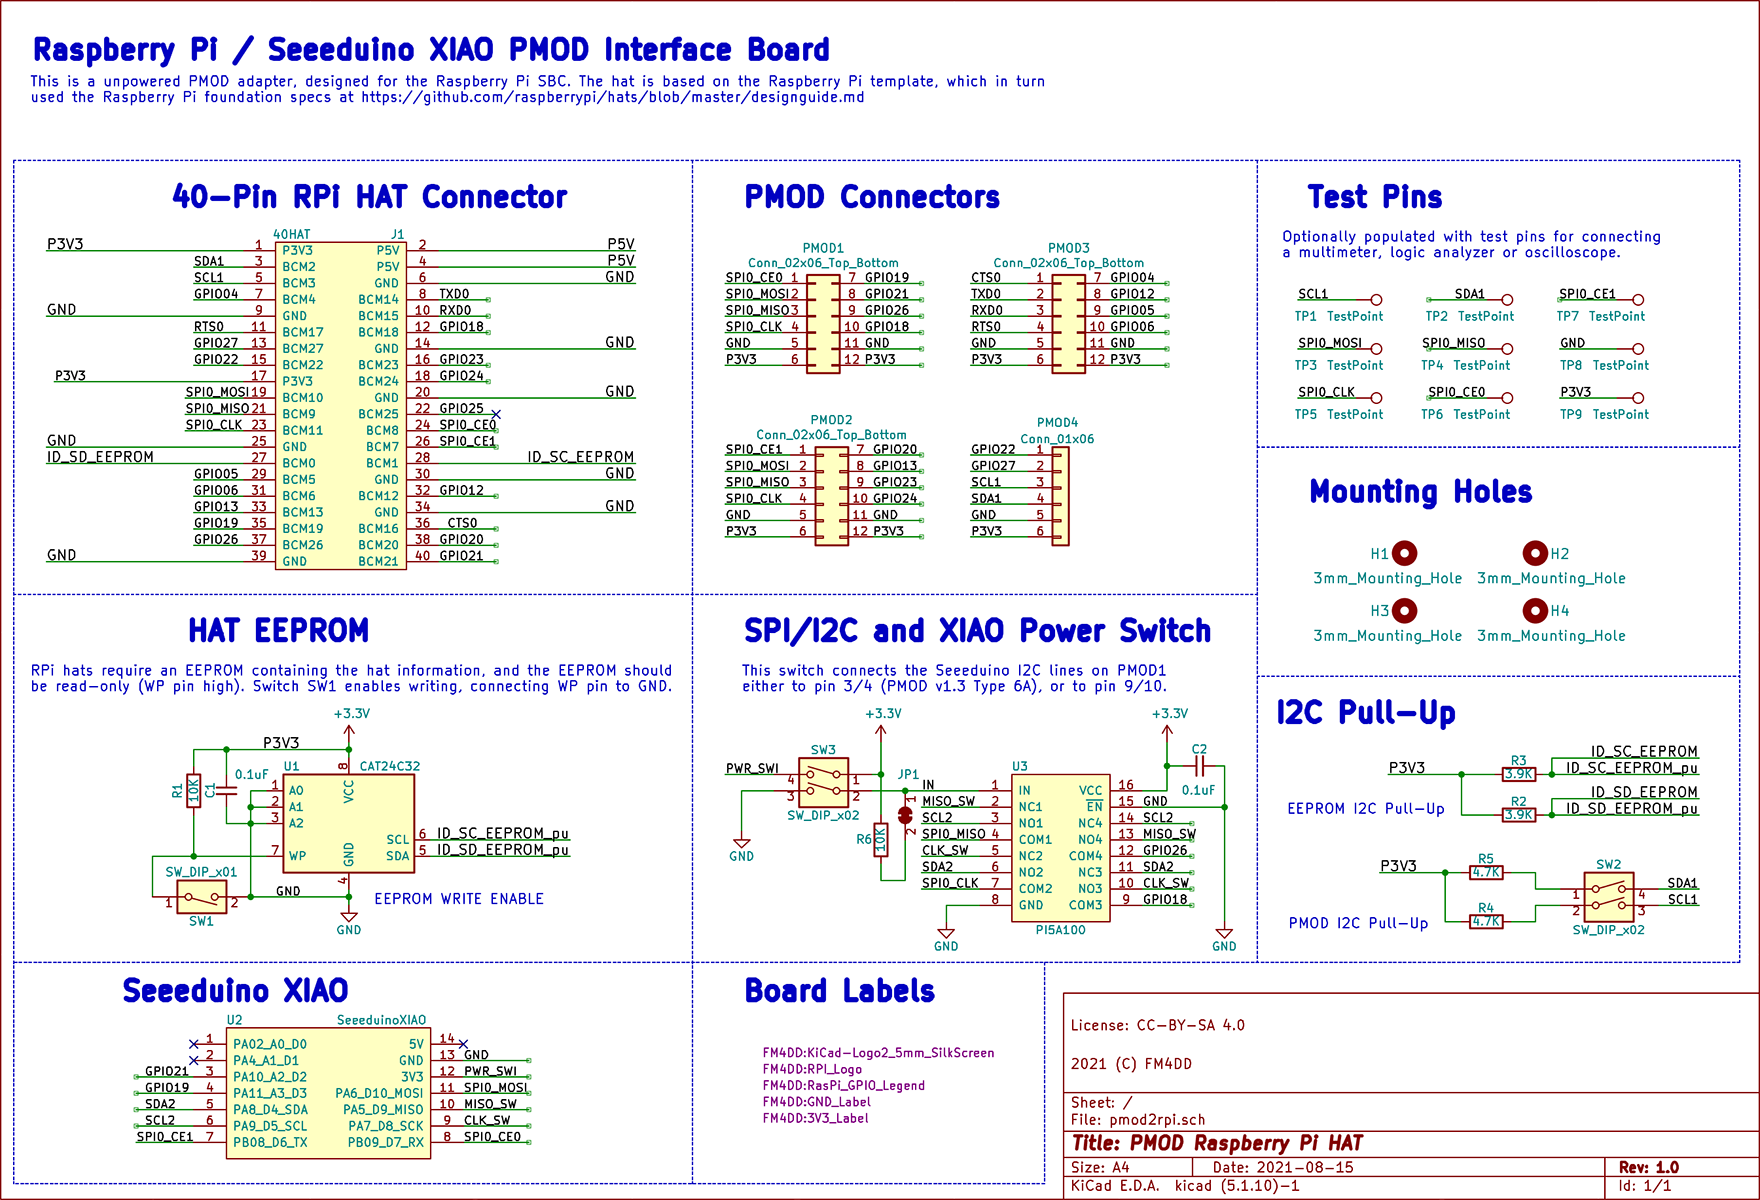 Raspberry Pi / Seeeduino XIAO PMOD Interface Board
This is a unpowered PMOD adapter, designed for the Raspberry Pi SBC. The hat is based on the Raspberry Pi template, which in turn
used the Raspberry Pi foundation specs at https://github.com/raspberrypi/hats/blob/master/designguide.md
40-Pin RPi HAT Connector
40HAT J1
P3V3 1 P3V3 P5V 2 P5V
SDA1 3 BCM2 P5V 4 P5V
SCL1 5 BCM3 GND 6 GND
GPIO04 7 BCM4 BCM14 8 TXD0
GND 9 GND BCM15 10 RXD0
RTS0 11 BCM17 BCM18 12 GPIO18
GPIO27 13 BCM27 GND 14 GND
GPIO22 15 BCM22 BCM23 16 GPIO23
P3V3 17 P3V3 BCM24 18 GPIO24
SPI0_MOSI 19 BCM10 GND 20 GND
SPI0_MISO 21 BCM9 BCM25 22 GPIO25
SPI0_CLK 23 BCM11 BCM8 24 SPI0_CE0
GND 25 GND BCM7 26 SPI0_CE1
ID_SD_EEPROM 27 BCM0 BCM1 28 ID_SC_EEPROM
GPIO05 29 BCM5 GND 30 GND
GPIO06 31 BCM6 BCM12 32 GPIO12
GPIO13 33 BCM13 GND 34 GND
GPIO19 35 BCM19 BCM16 36 CTS0
GPIO26 37 BCM26 BCM20 38 GPIO20
GND 39 GND BCM21 40 GPIO21
PMOD Connectors
PMOD1
Conn_02x06_Top_Bottom
SPI0_CE0 1 7 GPIO19
SPI0_MOSI 2 8 GPIO21
SPI0_MISO 3 9 GPIO26
SPI0_CLK 4 10 GPIO18
GND 5 11 GND
P3V3 6 12 P3V3
PMOD3
Conn_02x06_Top_Bottom
CTS0 1 7 GPIO04
TXD0 2 8 GPIO12
RXD0 3 9 GPIO05
RTS0 4 10 GPIO06
GND 5 11 GND
P3V3 6 12 P3V3
PMOD2
Conn_02x06_Top_Bottom
SPI0_CE1 1 7 GPIO20
SPI0_MOSI 2 8 GPIO13
SPI0_MISO 3 9 GPIO23
SPI0_CLK 4 10 GPIO24
GND 5 11 GND
P3V3 6 12 P3V3
PMOD4
Conn_01x06
GPIO22 1
GPIO27 2
SCL1 3
SDA1 4
GND 5
P3V3 6
Test Pins
Optionally populated with test pins for connecting
a multimeter, logic analyzer or oscilloscope.
SCL1 SDA1 SPI0_CE1
TP1 TestPoint TP2 TestPoint TP7 TestPoint
SPI0_MOSI SPI0_MISO GND
TP3 TestPoint TP4 TestPoint TP8 TestPoint
SPI0_CLK SPI0_CE0 P3V3
TP5 TestPoint TP6 TestPoint TP9 TestPoint
Mounting Holes
H1 H2
3mm_Mounting_Hole 3mm_Mounting_Hole
H3 H4
3mm_Mounting_Hole 3mm_Mounting_Hole
HAT EEPROM
RPi hats require an EEPROM containing the hat information, and the EEPROM should
be read-only (WP pin high). Switch SW1 enables writing, connecting WP pin to GND.
+3.3V
P3V3
R1 10K C1 0.1uF U1 8 VCC CAT24C32
1 A0
2 A1
3 A2
SCL 6 ID_SC_EEPROM_pu
7 WP GND SDA 5 ID_SD_EEPROM_pu
SW_DIP_x01 4
1 2 GND
SW1
EEPROM WRITE ENABLE
GND
SPI/I2C and XIAO Power Switch
This switch connects the Seeeduino I2C lines on PMOD1
either to pin 3/4 (PMOD v1.3 Type 6A), or to pin 9/10.
+3.3V +3.3V
SW3
PWR_SWI 4 1
3 2
SW_DIP_x02
GND
JP1
1
2
R6 10K
C2
0.1uF
U3
IN 1 IN VCC 16
MISO_SW 2 NC1 EN 15 GND
SCL2 3 NO1 NC4 14 SCL2
SPI0_MISO 4 COM1 NO4 13 MISO_SW
CLK_SW 5 NC2 COM4 12 GPIO26
SDA2 6 NO2 NC3 11 SDA2
SPI0_CLK 7 COM2 NO3 10 CLK_SW
8 GND COM3 9 GPIO18
PI5A100
GND GND
I2C Pull-Up
ID_SC_EEPROM
P3V3 R3 3.9K ID_SC_EEPROM_pu
ID_SD_EEPROM
EEPROM I2C Pull-Up R2 3.9K ID_SD_EEPROM_pu
P3V3 R5 4.7K SW2
1 4 SDA1
2 3 SCL1
PMOD I2C Pull-Up R4 4.7K SW_DIP_x02
Seeeduino XIAO
U2 SeeeduinoXIAO
1 PA02_A0_D0 5V 14
2 PA4_A1_D1 GND 13 GND
GPIO21 3 PA10_A2_D2 3V3 12 PWR_SWI
GPIO19 4 PA11_A3_D3 PA6_D10_MOSI 11 SPI0_MOSI
SDA2 5 PA8_D4_SDA PA5_D9_MISO 10 MISO_SW
SCL2 6 PA9_D5_SCL PA7_D8_SCK 9 CLK_SW
SPI0_CE1 7 PB08_D6_TX PB09_D7_RX 8 SPI0_CE0
Board Labels
FM4DD:KiCad-Logo2_5mm_SilkScreen
FM4DD:RPI_Logo
FM4DD:RasPi_GPIO_Legend
FM4DD:GND_Label
FM4DD:3V3_Label
License: CC-BY-SA 4.0
2021 (C) FM4DD
Sheet: /
File: pmod2rpi.sch
Title: PMOD Raspberry Pi HAT
Size: A4 Date: 2021-08-15 Rev: 1.0
KiCad E.D.A. kicad (5.1.10)-1 Id: 1/1